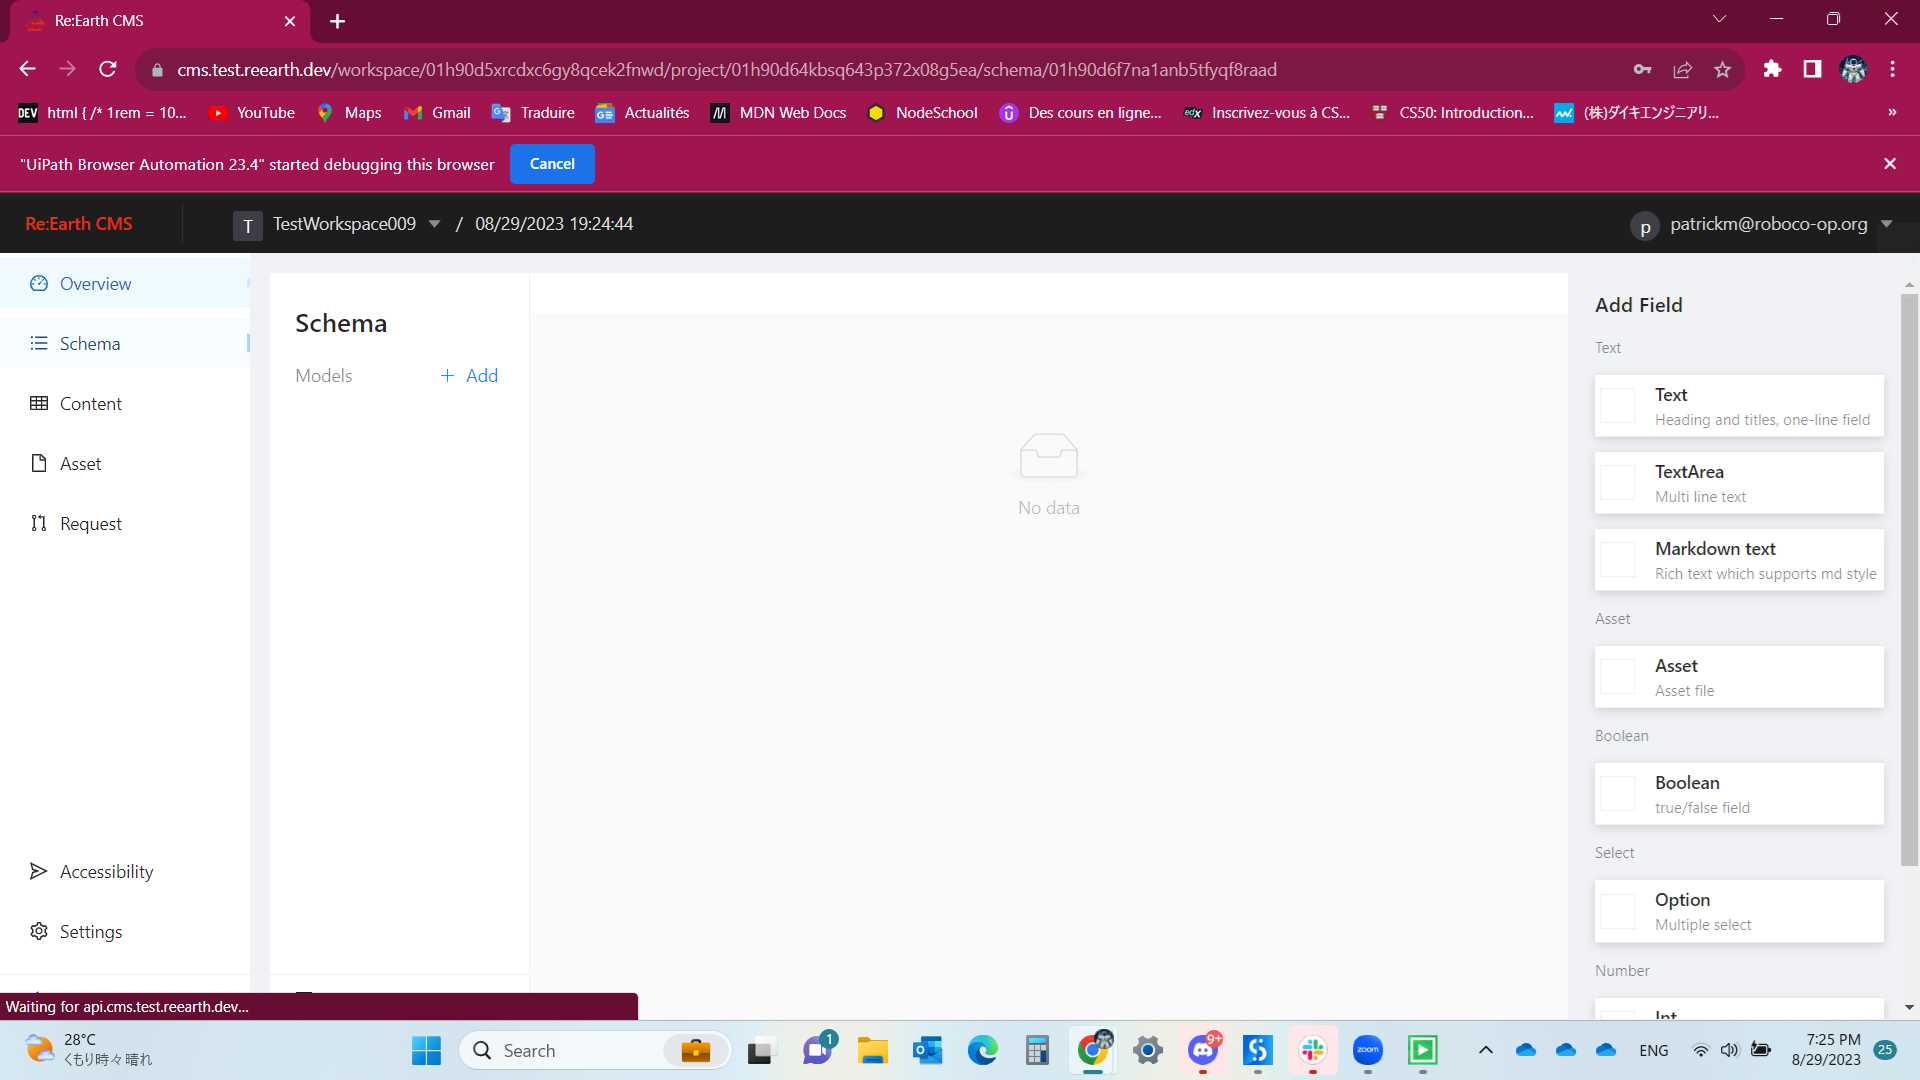 Re:Earth CMS
cms.test.reearth.dev/workspace/01h90d5xrcdxc6gy8qcek2fnwd/project/01h90d64kbsq643p372x08g5ea/schema/01h90d6f7na1anb5tfyqf8raad
DEV html { /* 1rem = 10... YouTube Maps Gmail Traduire Actualités MDN Web Docs NodeSchool Des cours en ligne... edX Inscrivez-vous à CS... CS50: Introduction... (株)ダイキエンジニアリ... »
"UiPath Browser Automation 23.4" started debugging this browser Cancel
Re:Earth CMS T TestWorkspace009 / 08/29/2023 19:24:44 p patrickm@roboco-op.org
Overview
Schema
Content
Asset
Request
Accessibility
Settings
Schema
Models + Add
No data
Add Field
Text
Text
Heading and titles, one-line field
TextArea
Multi line text
Markdown text
Rich text which supports md style
Asset
Asset
Asset file
Boolean
Boolean
true/false field
Select
Option
Multiple select
Number
Int
Waiting for api.cms.test.reearth.dev...
28°C
くもり時々晴れ
Search
1
9+
zoom
ENG
7:25 PM
8/29/2023
25